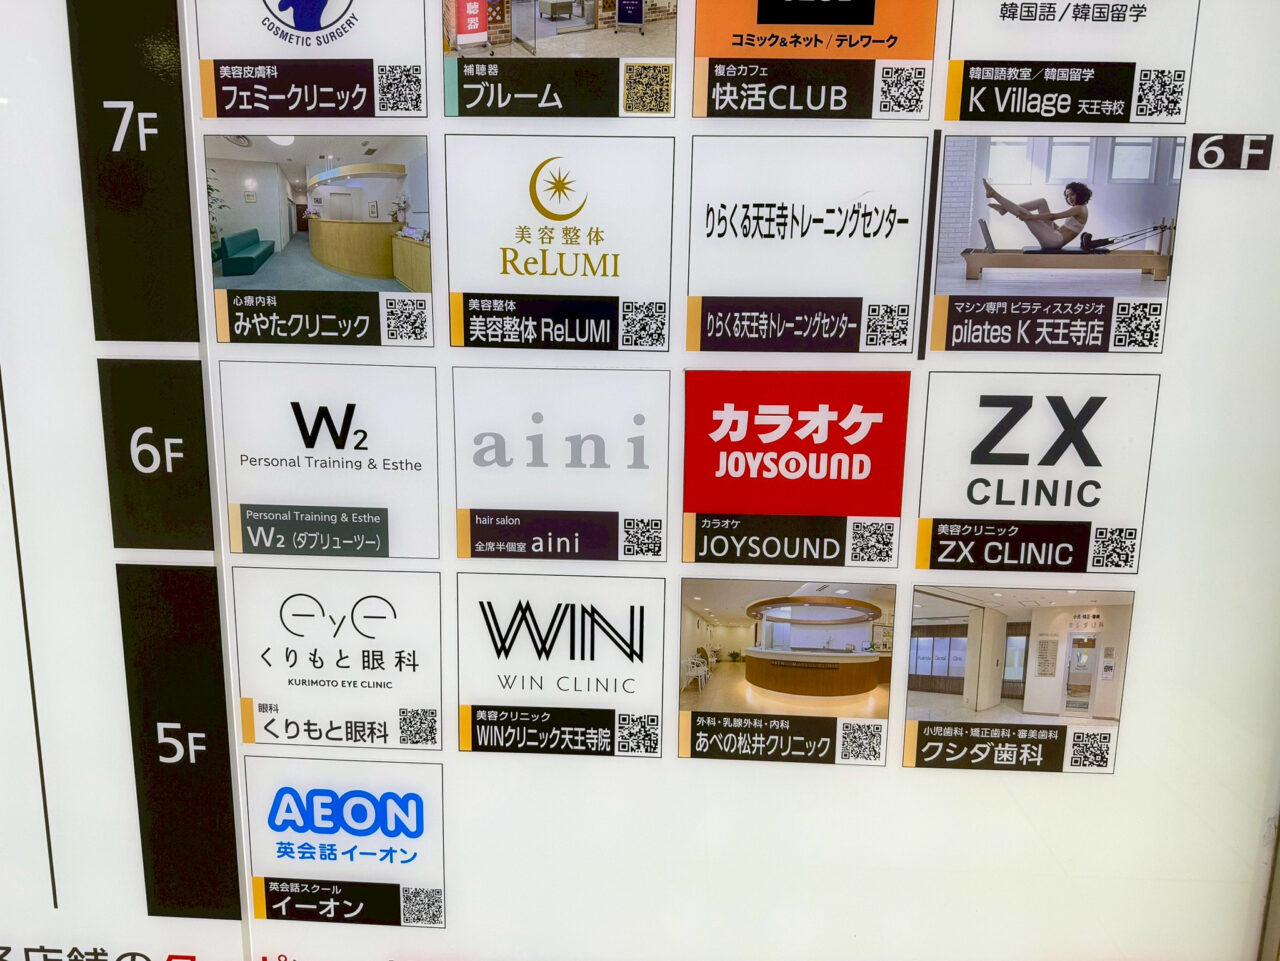 COSMETIC SURGERY
美容皮膚科
フェミークリニック
聴器
補聴器
ブルーム
コミック&ネット/テレワーク
複合カフェ
快活CLUB
韓国語/韓国留学
韓国語教室/韓国留学
K Village 天王寺校
7F
心療内科
みやたクリニック
美容整体
ReLUMI
美容整体
美容整体 ReLUMI
りらくる天王寺トレーニングセンター
りらくる天王寺トレーニングセンター
6F
マシン専門 ピラティススタジオ
pilates K 天王寺店
6F
W2
Personal Training & Esthe
Personal Training & Esthe
W2 (ダブリューツー)
aini
hair salon
全席半個室 aini
カラオケ
JOYSOUND
カラオケ
JOYSOUND
ZX
CLINIC
美容クリニック
ZX CLINIC
5F
eye
くりもと眼科
KURIMOTO EYE CLINIC
眼科
くりもと眼科
WIN
WIN CLINIC
美容クリニック
WINクリニック天王寺院
外科・乳腺外科・内科
あべの松井クリニック
小児歯科・矯正歯科・審美歯科
クシダ歯科
AEON
英会話イーオン
英会話スクール
イーオン
店舗の